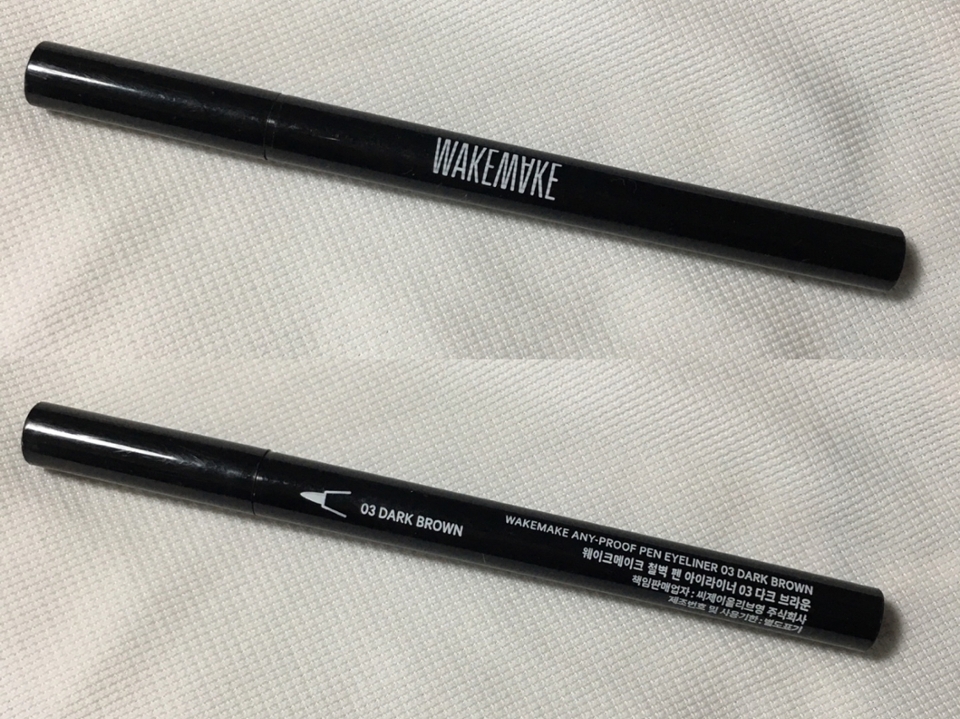 WAKEMAKE
03 DARK BROWN
WAKEMAKE ANY-PROOF PEN EYELINER 03 DARK BROWN
웨이크메이크 철벽 펜 아이라이너 03 다크 브라운
책임판매업자 : 씨제이올리브영 주식회사
제조번호 및 사용기한 : 별도표기